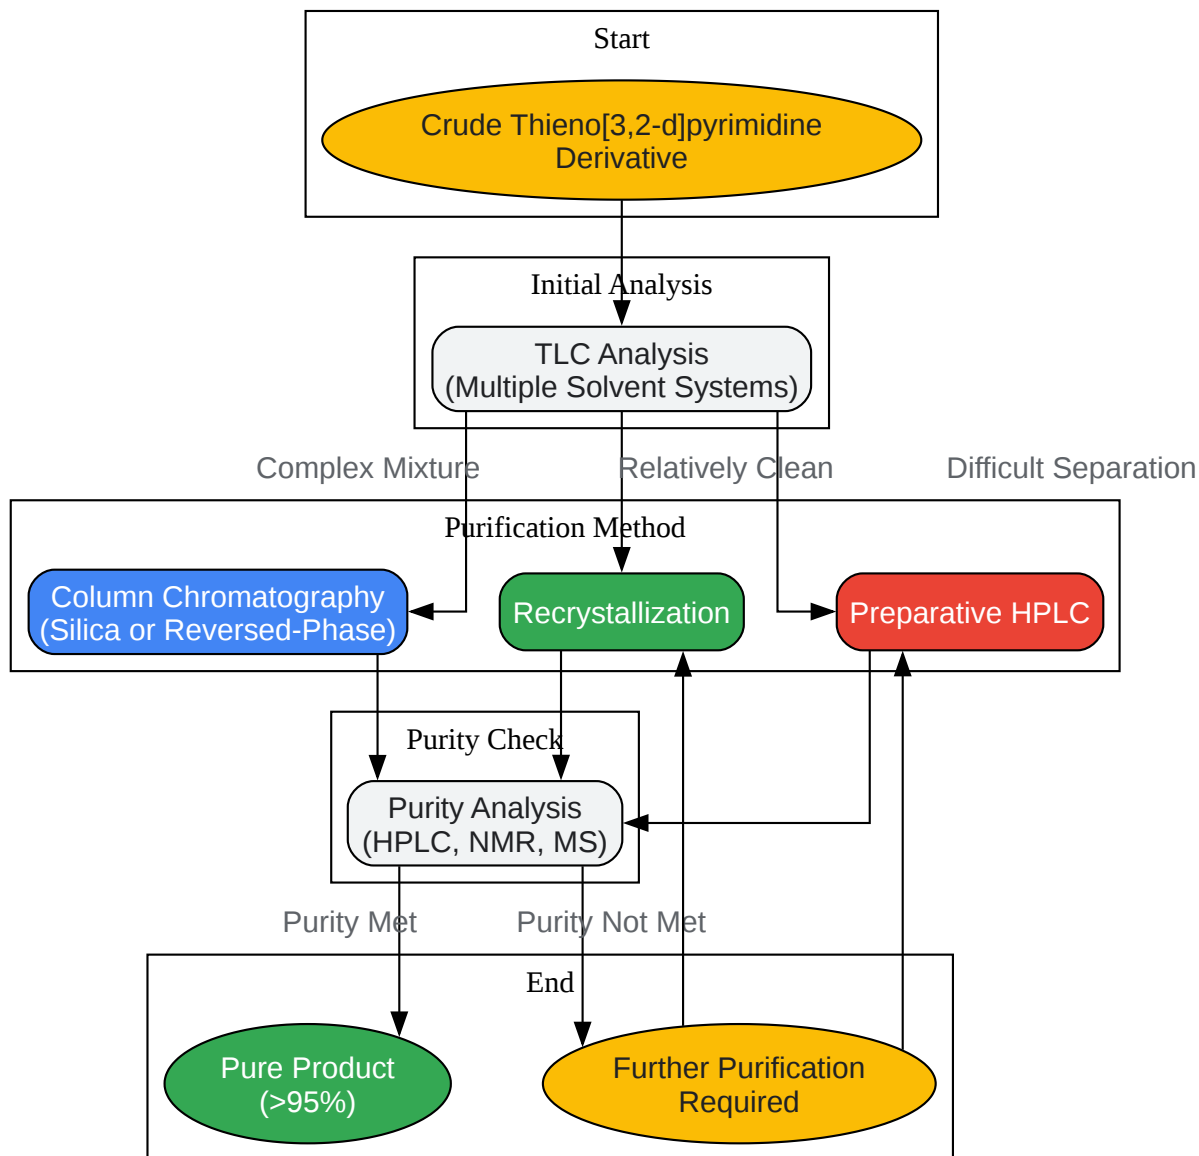 Start
Crude Thieno[3,2-d]pyrimidine
Derivative
Initial Analysis
TLC Analysis
(Multiple Solvent Systems)
Complex Mixture
Relatively Clean
Difficult Separation
Purification Method
Column Chromatography
(Silica or Reversed-Phase)
Recrystallization
Preparative HPLC
Purity Check
Purity Analysis
(HPLC, NMR, MS)
Purity Met
Purity Not Met
End
Pure Product
(>95%)
Further Purification
Required